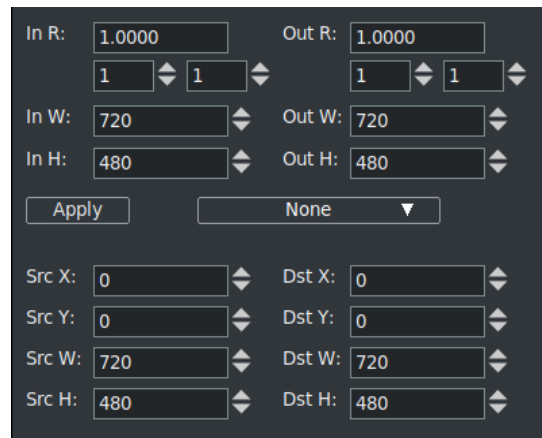 In R: 1.0000 Out R: 1.0000
1 1 1 1
In W: 720 Out W: 720
In H: 480 Out H: 480
Apply None
Src X: 0 Dst X: 0
Src Y: 0 Dst Y: 0
Src W: 720 Dst W: 720
Src H: 480 Dst H: 480